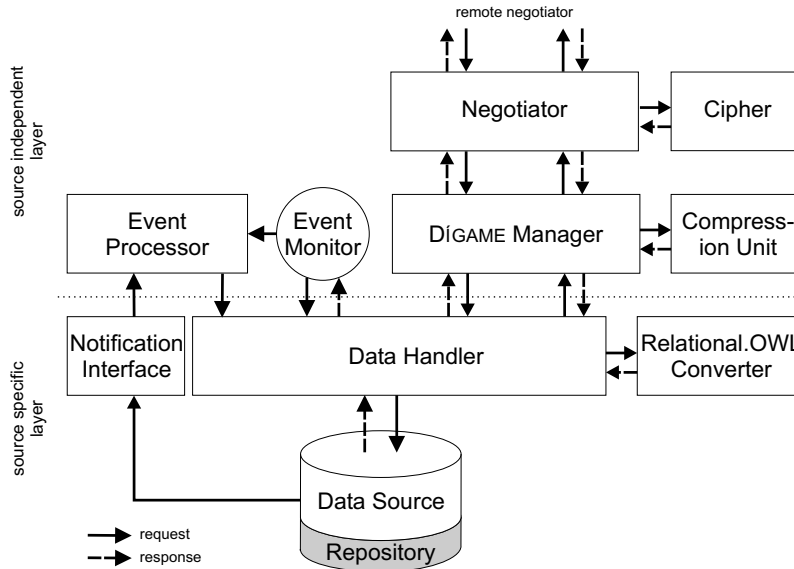 remote negotiator
source independent
layer
Negotiator
Cipher
Event
Processor
Event
Monitor
DÍGAME Manager
Compress-
ion Unit
source specific
layer
Notification
Interface
Data Handler
Relational.OWL
Converter
Data Source
Repository
request
response